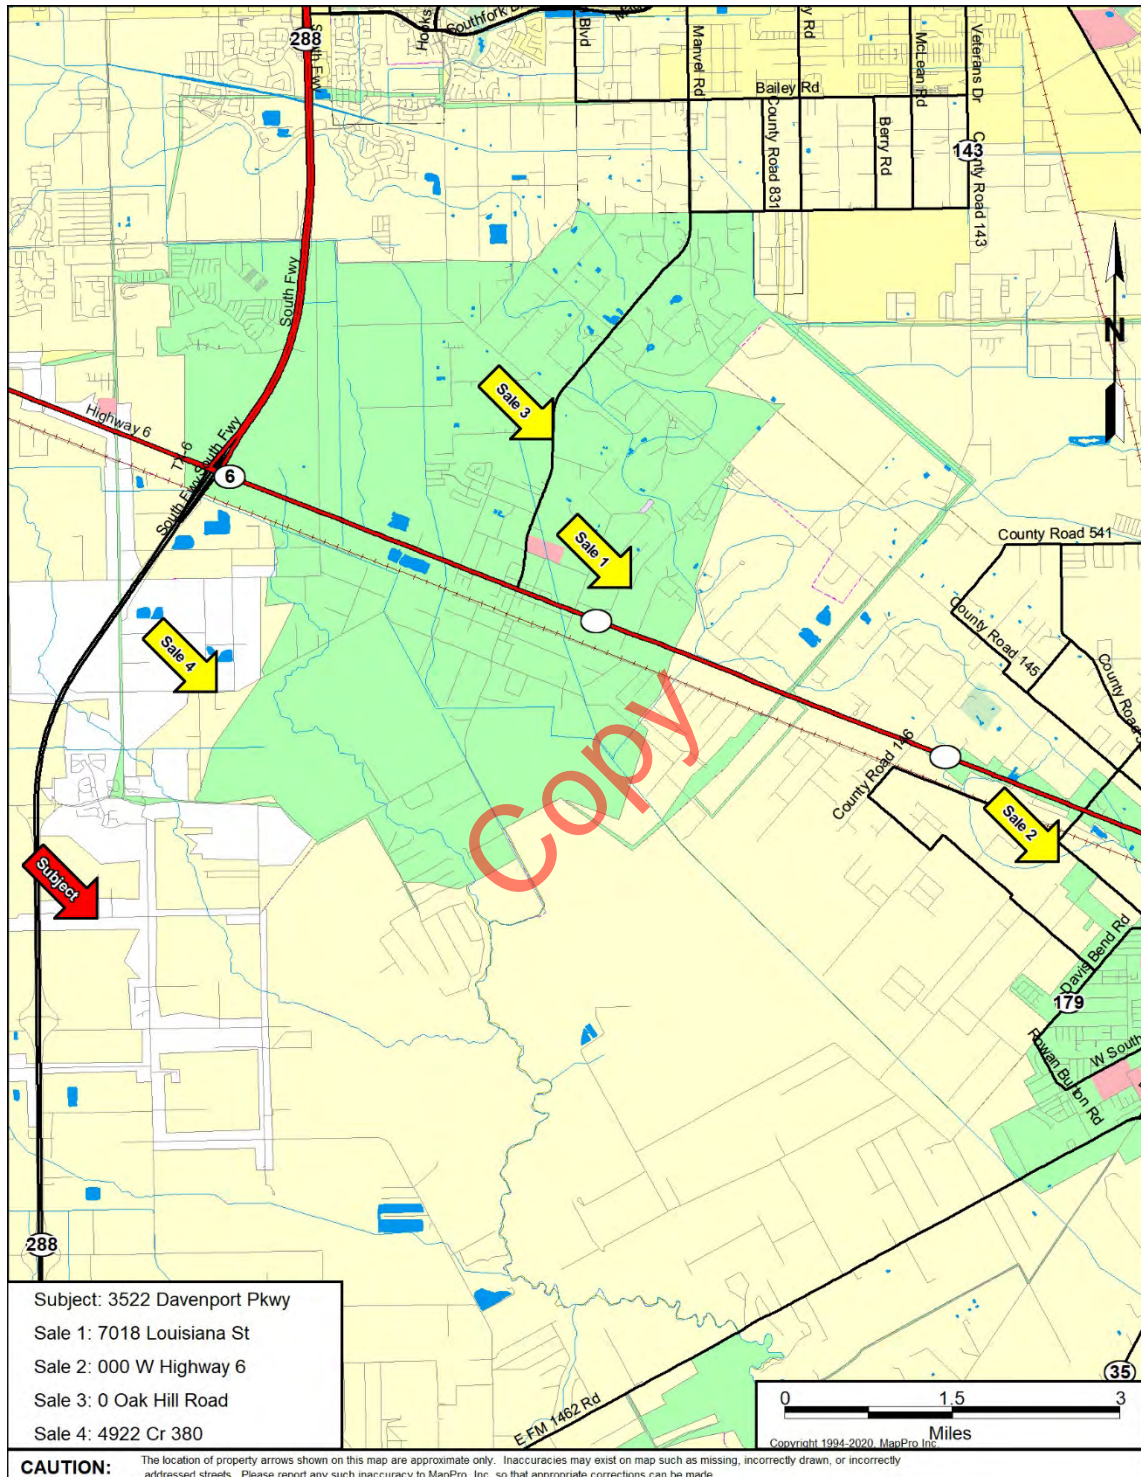 Hooks
Southfork D
288
South Fwy
Blvd
Manvel Rd
y Rd
McLean Rd
Veterans Dr
Bailey Rd
County Road 831
Berry Rd
143
County Road 143
South Fwy
N
Sale 3
Highway 6
TX-6
South Fwy
South Fwy
6
Sale 1
County Road 541
County Road 145
County Road
Sale 4
Copy
County Road 146
Sale 2
Subject
Davis Bend Rd
179
Rowan Burton Rd
W South
288
35
E FM 1462 Rd
Subject: 3522 Davenport Pkwy
Sale 1: 7018 Louisiana St
Sale 2: 000 W Highway 6
Sale 3: 0 Oak Hill Road
Sale 4: 4922 Cr 380
0 1.5 3
Miles
Copyright 1994-2020, MapPro Inc.
CAUTION: The location of property arrows shown on this map are approximate only. Inaccuracies may exist on map such as missing, incorrectly drawn, or incorrectly
addressed streets. Please report any such inaccuracy to MapPro, Inc. so that appropriate corrections can be made.